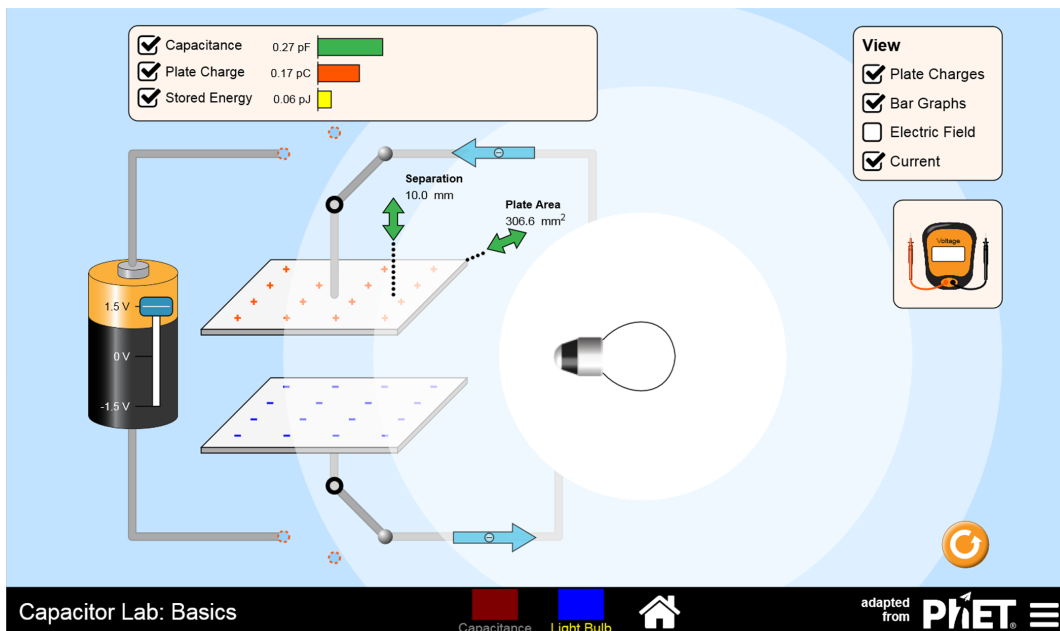 Capacitance 0.27 pF
Plate Charge 0.17 pC
Stored Energy 0.06 pJ
View
Plate Charges
Bar Graphs
Electric Field
Current
Separation
10.0 mm
Plate Area
306.6 mm²
Voltage
1.5 V
0 V
-1.5 V
Capacitor Lab: Basics
Capacitance
Light Bulb
adapted
from
PhET